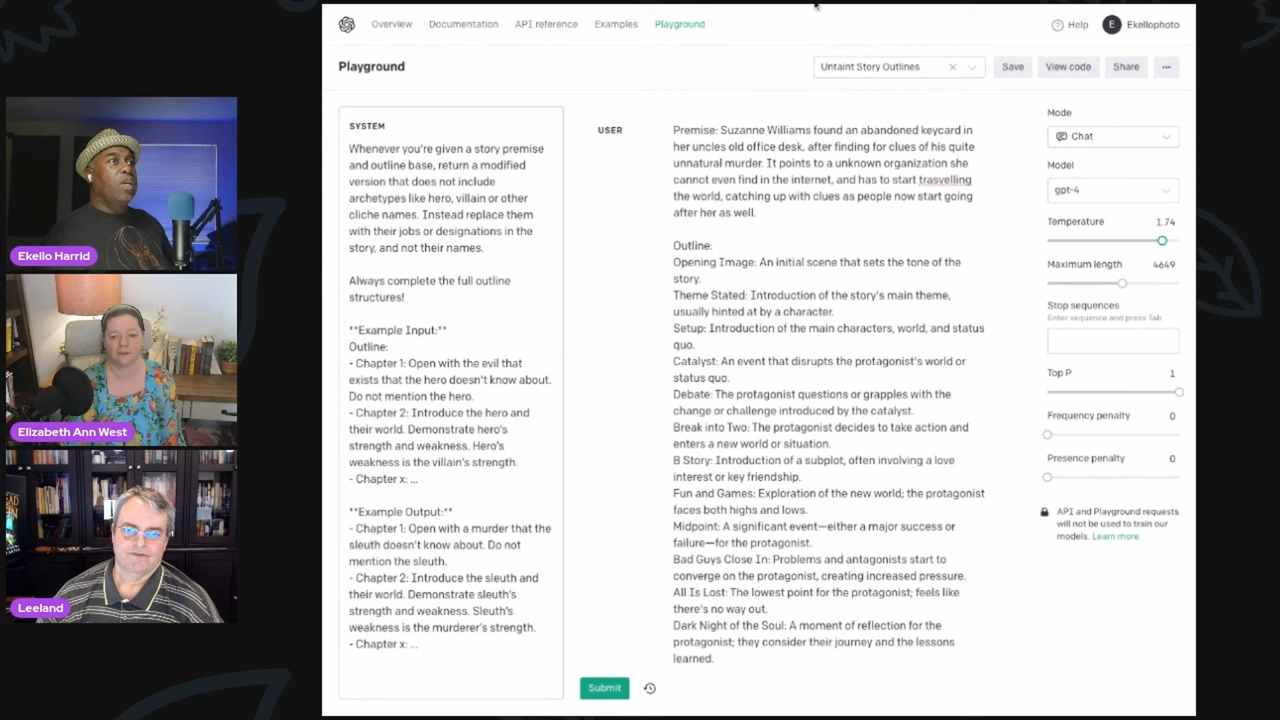 Overview Documentation API reference Examples Playground
Help E Ekellophoto
Playground
Untaint Story Outlines
Save View code Share ...
SYSTEM
Whenever you're given a story premise
and outline base, return a modified
version that does not include
archetypes like hero, villain or other
cliche names. Instead replace them
with their jobs or designations in the
story, and not their names.
Always complete the full outline
structures!
**Example Input:**
Outline:
- Chapter 1: Open with the evil that
exists that the hero doesn't know about.
Do not mention the hero.
- Chapter 2: Introduce the hero and
their world. Demonstrate hero's
strength and weakness. Hero's
weakness is the villain's strength.
- Chapter x: ...
**Example Output:**
- Chapter 1: Open with a murder that the
sleuth doesn't know about. Do not
mention the sleuth.
- Chapter 2: Introduce the sleuth and
their world. Demonstrate sleuth's
strength and weakness. Sleuth's
weakness is the murderer's strength.
- Chapter x: ...
USER
Premise: Suzanne Williams found an abandoned keycard in
her uncles old office desk, after finding for clues of his quite
unnatural murder. It points to a unknown organization she
cannot even find in the internet, and has to start trasvelling
the world, catching up with clues as people now start going
after her as well.
Outline:
Opening Image: An initial scene that sets the tone of the
story.
Theme Stated: Introduction of the story's main theme,
usually hinted at by a character.
Setup: Introduction of the main characters, world, and status
quo.
Catalyst: An event that disrupts the protagonist's world or
status quo.
Debate: The protagonist questions or grapples with the
change or challenge introduced by the catalyst.
Break into Two: The protagonist decides to take action and
enters a new world or situation.
B Story: Introduction of a subplot, often involving a love
interest or key friendship.
Fun and Games: Exploration of the new world; the protagonist
faces both highs and lows.
Midpoint: A significant event—either a major success or
failure—for the protagonist.
Bad Guys Close In: Problems and antagonists start to
converge on the protagonist, creating increased pressure.
All Is Lost: The lowest point for the protagonist; feels like
there's no way out.
Dark Night of the Soul: A moment of reflection for the
protagonist; they consider their journey and the lessons
learned.
Submit
Mode
Chat
Model
gpt-4
Temperature 1.74
Maximum length 4649
Stop sequences
Enter sequence and press Tab
Top P 1
Frequency penalty 0
Presence penalty 0
API and Playground requests
will not be used to train our
models. Learn more
Ekello Harrid
Elizabeth Ann West
Leeland